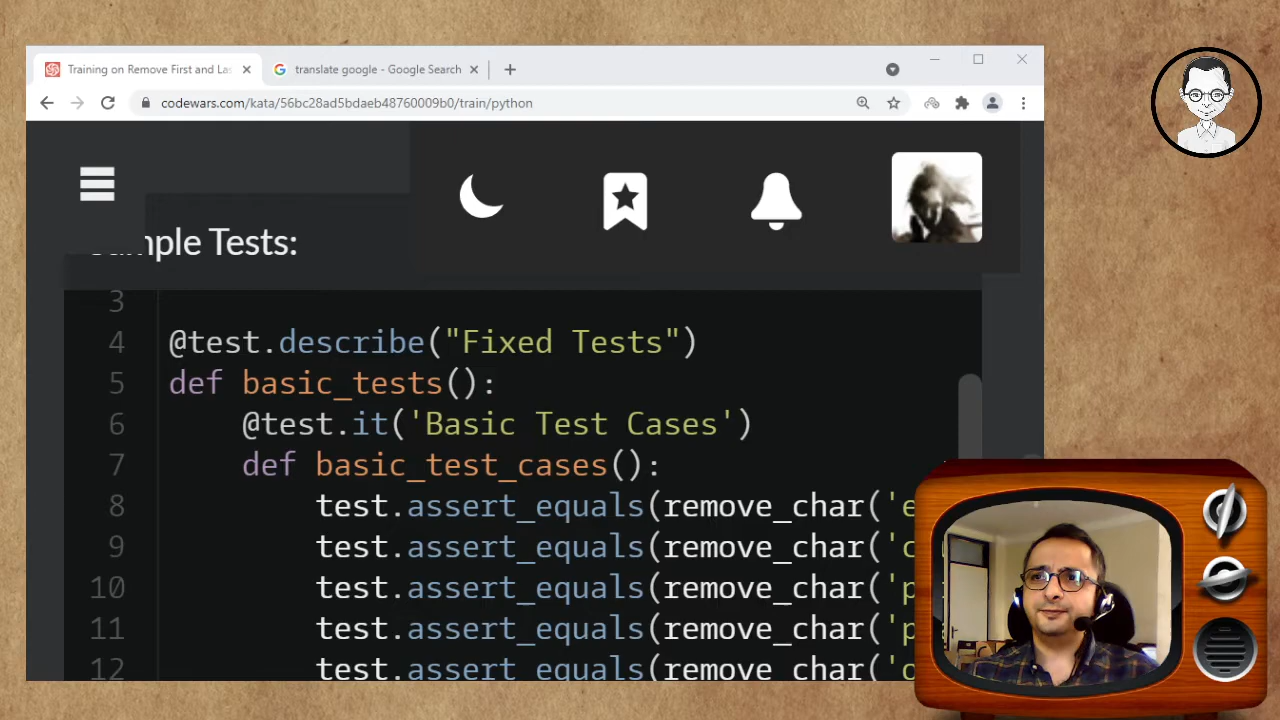 Training on Remove First and Las
translate google - Google Search
codewars.com/kata/56bc28ad5bdaeb48760009b0/train/python
Sample Tests:
3
4 @test.describe("Fixed Tests")
5 def basic_tests():
6 @test.it('Basic Test Cases')
7 def basic_test_cases():
8 test.assert_equals(remove_char('e
9 test.assert_equals(remove_char('c
10 test.assert_equals(remove_char('p
11 test.assert_equals(remove_char('p
12 test.assert_equals(remove_char('o